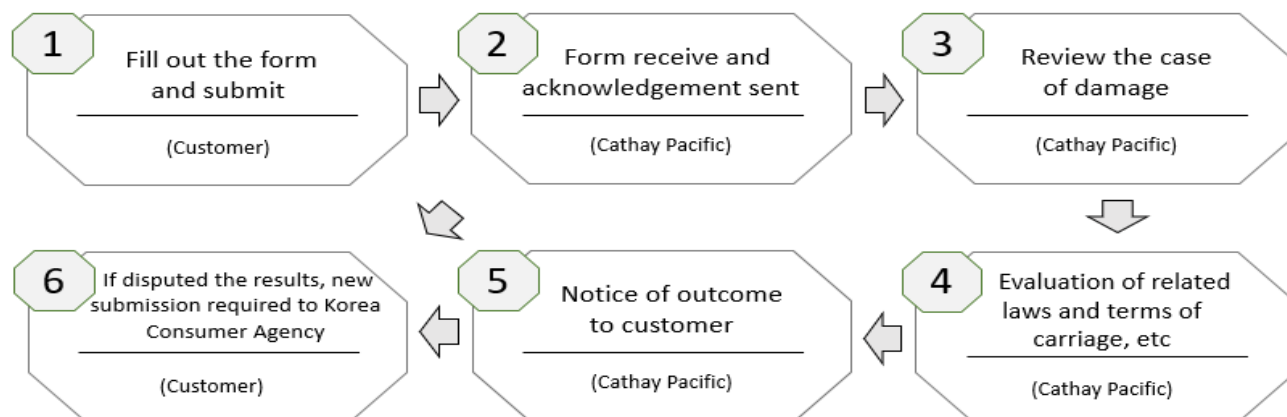 1
Fill out the form
and submit
(Customer)
2
Form receive and
acknowledgement sent
(Cathay Pacific)
3
Review the case
of damage
(Cathay Pacific)
4
Evaluation of related
laws and terms of
carriage, etc
(Cathay Pacific)
5
Notice of outcome
to customer
(Cathay Pacific)
6
If disputed the results, new
submission required to Korea
Consumer Agency
(Customer)